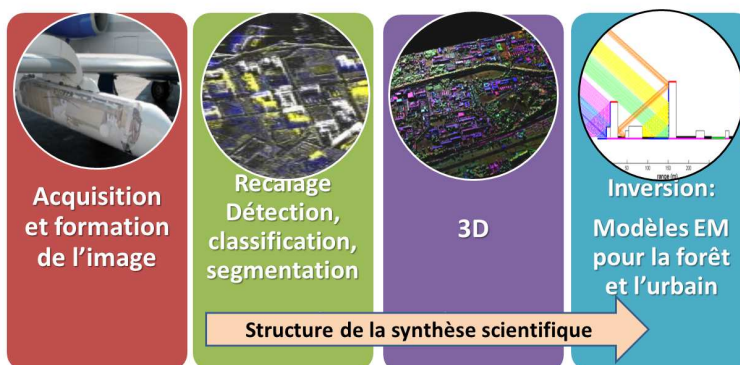 Acquisition
et formation
de l'image
Recalage
Détection,
classification,
segmentation
3D
range (m)
Inversion:
Modèles EM
pour la forêt
et l'urbain
Structure de la synthèse scientifique